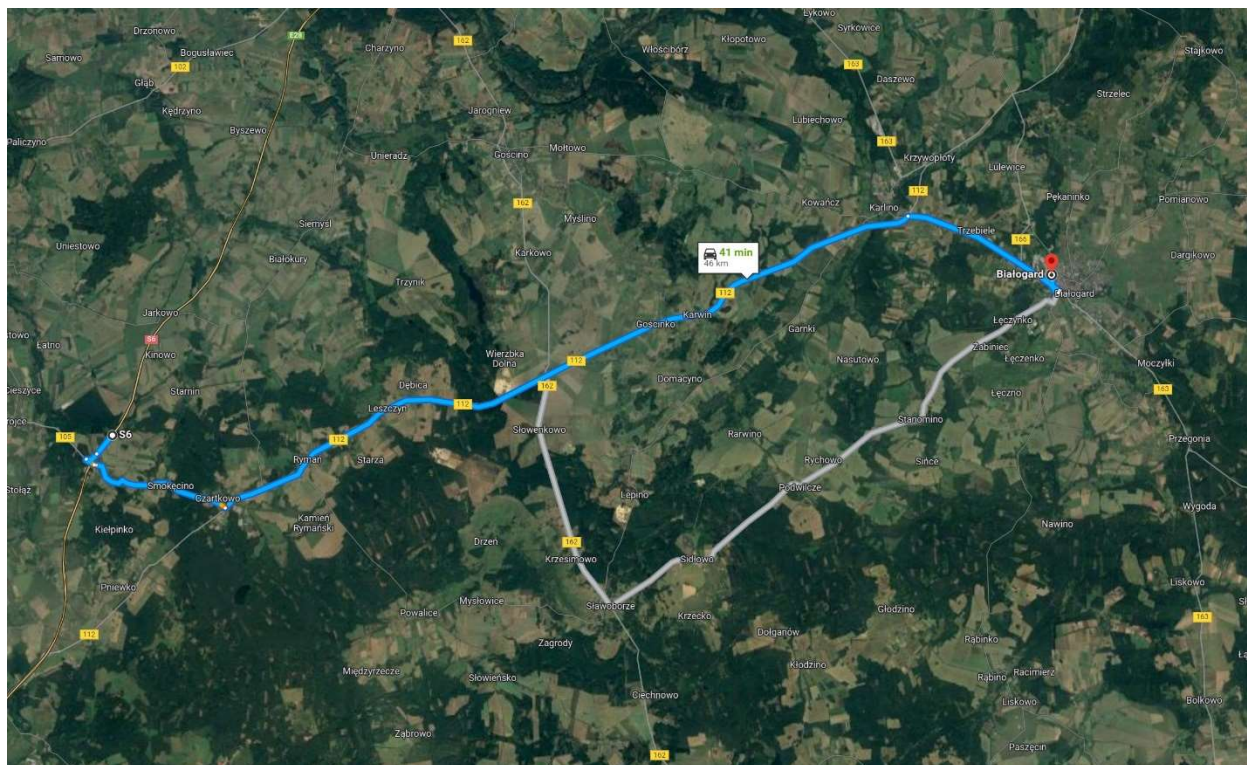 Drzonowo
Samowo
Bogusławiec
E28
102
Głąb
Kędrzyno
Paliczyno
Byszewo
Charzyno
162
Włościbórz
Kłopotowo
Łykowo
Syrkowice
163
Daszewo
Stajkowo
Strzelec
Jarogniew
Lubiechowo
Unieradz
Gościno
Mołtowo
163
Krzywopłoty
Lulewice
112
Pękaninko
Pomianowo
162
Kowańcz
Karlino
Siemyśl
Myślino
Trzebiele
Uniestowo
Białokury
Karkowo
41 min
46 km
166
Dargikowo
Białogard
Białogard
Trzynik
112
Jarkowo
Karwin
Gościnko
Łęczynko
Łatno
S6
Kinowo
Garnki
Żabiniec
Łęczenko
Wierzbka
Dolna
112
Nasutowo
Moczyłki
Cieszyce
Starnin
Dębica
162
Domacyno
163
Leszczyn
112
Łęczno
Stanomino
Słowenkowo
S6
105
112
Rarwino
Przegonia
Ryman
Starza
Rychowo
Sińce
Stołąż
Smokęcino
Podwilcze
Czartkowo
Lepino
Wygoda
Kamień
Rymański
Nawino
Kiełpinko
Drzeń
162
Krzesimowo
Sidłowo
Pniewko
Liskowo
Mysłowice
Powalice
Sławoborze
Krzecko
Głodzino
163
112
Dołganów
Zagrody
Rąbinko
Międzyrzecze
Słowieńsko
Kłodzino
Rąbino
Racimierz
Ciechnowo
Liskowo
Bolkowo
Ząbrowo
162
Paszęcin